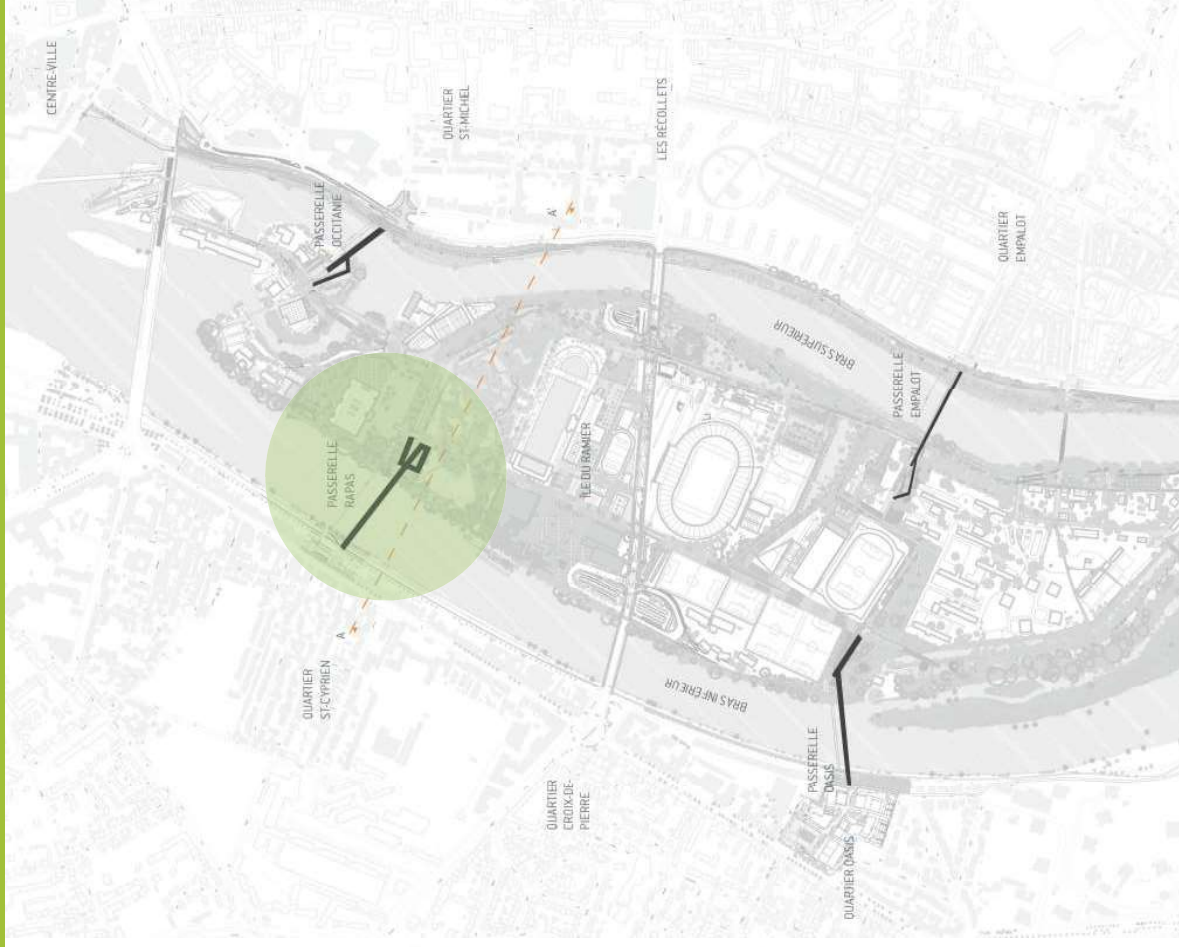 CENTRE-VILLE
QUARTIER
ST-MICHEL
LES RÉCOLLETS
PASSERELLE
OCCITANIE
A'
QUARTIER
EMPALOT
BRAS SUPÉRIEUR
PASSERELLE
EMPALOT
PASSERELLE
RAPAS
ÎLE DU RAMIER
A
QUARTIER
ST-CYPRIEN
BRAS INFÉRIEUR
QUARTIER
CROIX-DE-
PIERRE
PASSERELLE
OASIS
QUARTIER OASIS